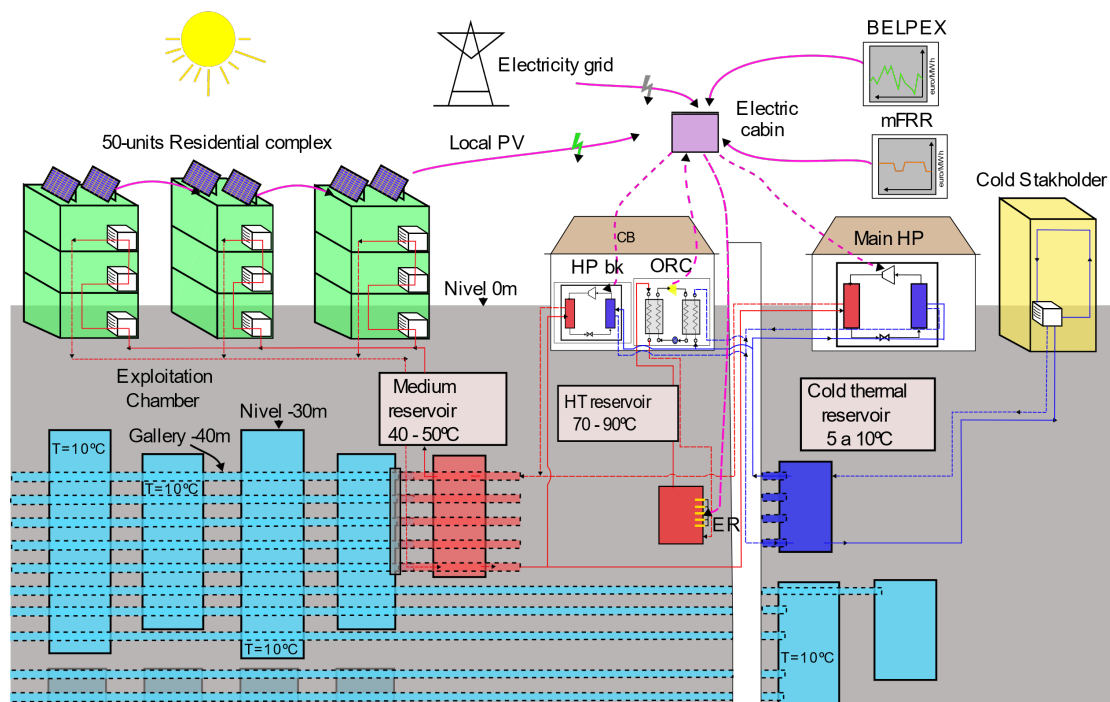 BELPEX
euro/MWh
Electricity grid
mFRR
euro/MWh
Electric
cabin
50-units Residential complex
Local PV
Cold Stakholder
CB
Main HP
HP bk
ORC
Nivel 0m
Exploitation
Chamber
Medium
reservoir
40 - 50ºC
HT reservoir
70 - 90ºC
Cold thermal
reservoir
5 a 10ºC
Nivel -30m
Gallery -40m
T=10ºC
T=10ºC
ER
T=10ºC
T=10ºC